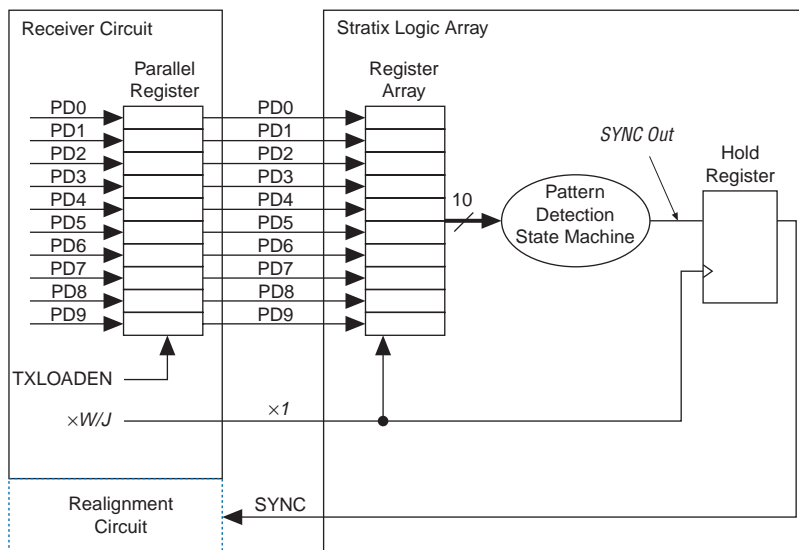 Receiver Circuit
Stratix Logic Array
Parallel
Register
Register
Array
PD0
PD1
PD2
PD3
PD4
PD5
PD6
PD7
PD8
PD9
PD0
PD1
PD2
PD3
PD4
PD5
PD6
PD7
PD8
PD9
10
Pattern
Detection
State Machine
SYNC Out
Hold
Register
TXLOADEN
×W/J
×1
Realignment
Circuit
SYNC